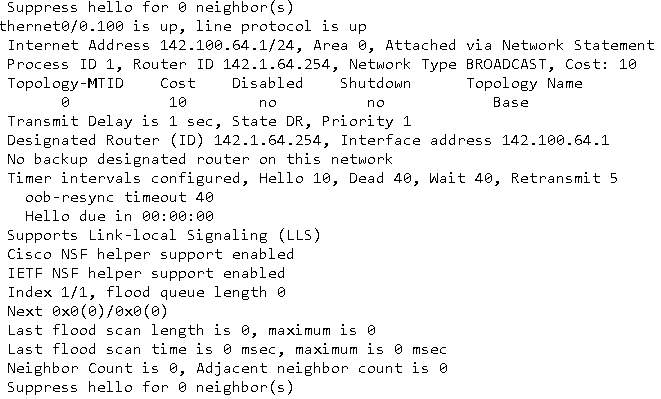 Suppress hello for 0 neighbor(s)
thernet0/0.100 is up, line protocol is up
Internet Address 142.100.64.1/24, Area 0, Attached via Network Statement
Process ID 1, Router ID 142.1.64.254, Network Type BROADCAST, Cost: 10
Topology-MTID    Cost    Disabled    Shutdown      Topology Name
0           10          no          no            Base
Transmit Delay is 1 sec, State DR, Priority 1
Designated Router (ID) 142.1.64.254, Interface address 142.100.64.1
No backup designated router on this network
Timer intervals configured, Hello 10, Dead 40, Wait 40, Retransmit 5
oob-resync timeout 40
Hello due in 00:00:00
Supports Link-local Signaling (LLS)
Cisco NSF helper support enabled
IETF NSF helper support enabled
Index 1/1, flood queue length 0
Next 0x0(0)/0x0(0)
Last flood scan length is 0, maximum is 0
Last flood scan time is 0 msec, maximum is 0 msec
Neighbor Count is 0, Adjacent neighbor count is 0
Suppress hello for 0 neighbor(s)